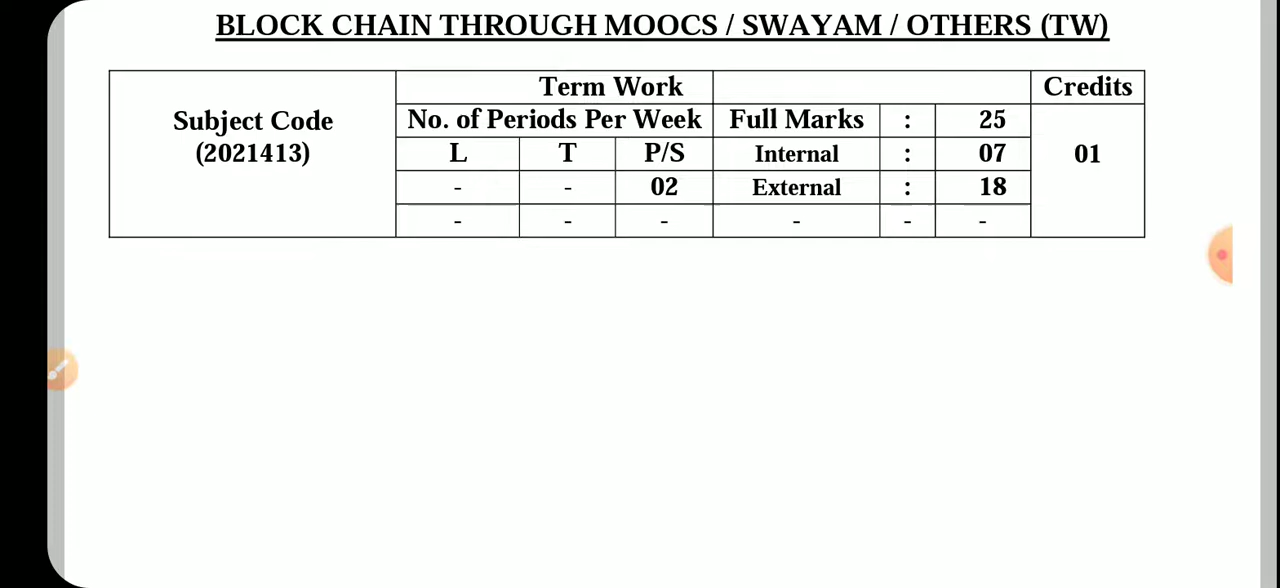 BLOCK CHAIN THROUGH MOOCS / SWAYAM / OTHERS (TW)
Subject Code
(2021413)
Term Work
Credits
No. of Periods Per Week
Full Marks : 25
L T P/S
Internal : 07
01
- - 02
External : 18
- - - - - -